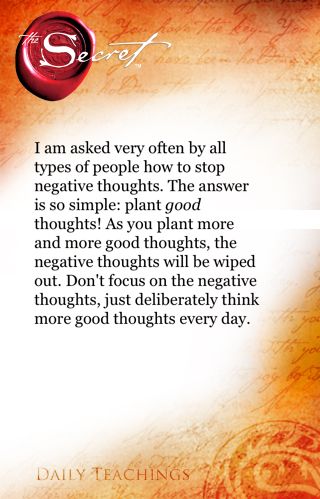 the Secret™
I am asked very often by all
types of people how to stop
negative thoughts. The answer
is so simple: plant good
thoughts! As you plant more
and more good thoughts, the
negative thoughts will be wiped
out. Don't focus on the negative
thoughts, just deliberately think
more good thoughts every day.
DAILY TEACHINGS